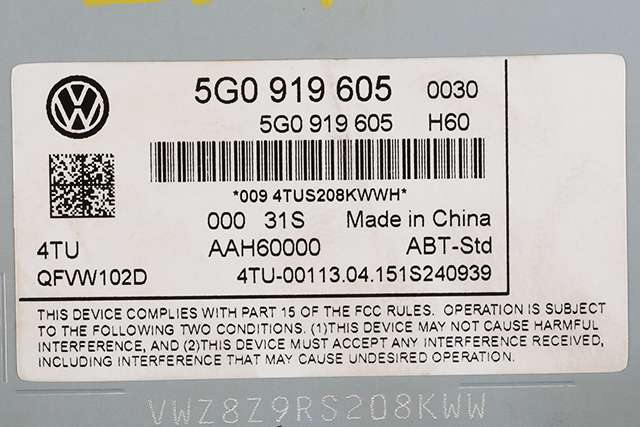 5G0 919 605 0030
5G0 919 605 H60
*009 4TUS208KWWH*
000 31S Made in China
4TU AAH60000 ABT-Std
QFVW102D 4TU-00113.04.151S240939
THIS DEVICE COMPLIES WITH PART 15 OF THE FCC RULES. OPERATION IS SUBJECT
TO THE FOLLOWING TWO CONDITIONS. (1)THIS DEVICE MAY NOT CAUSE HARMFUL
INTERFERENCE, AND (2)THIS DEVICE MUST ACCEPT ANY INTERFERENCE RECEIVED,
INCLUDING INTERFERENCE THAT MAY CAUSE UNDESIRED OPERATION.
VWZ8Z9RS208KWW